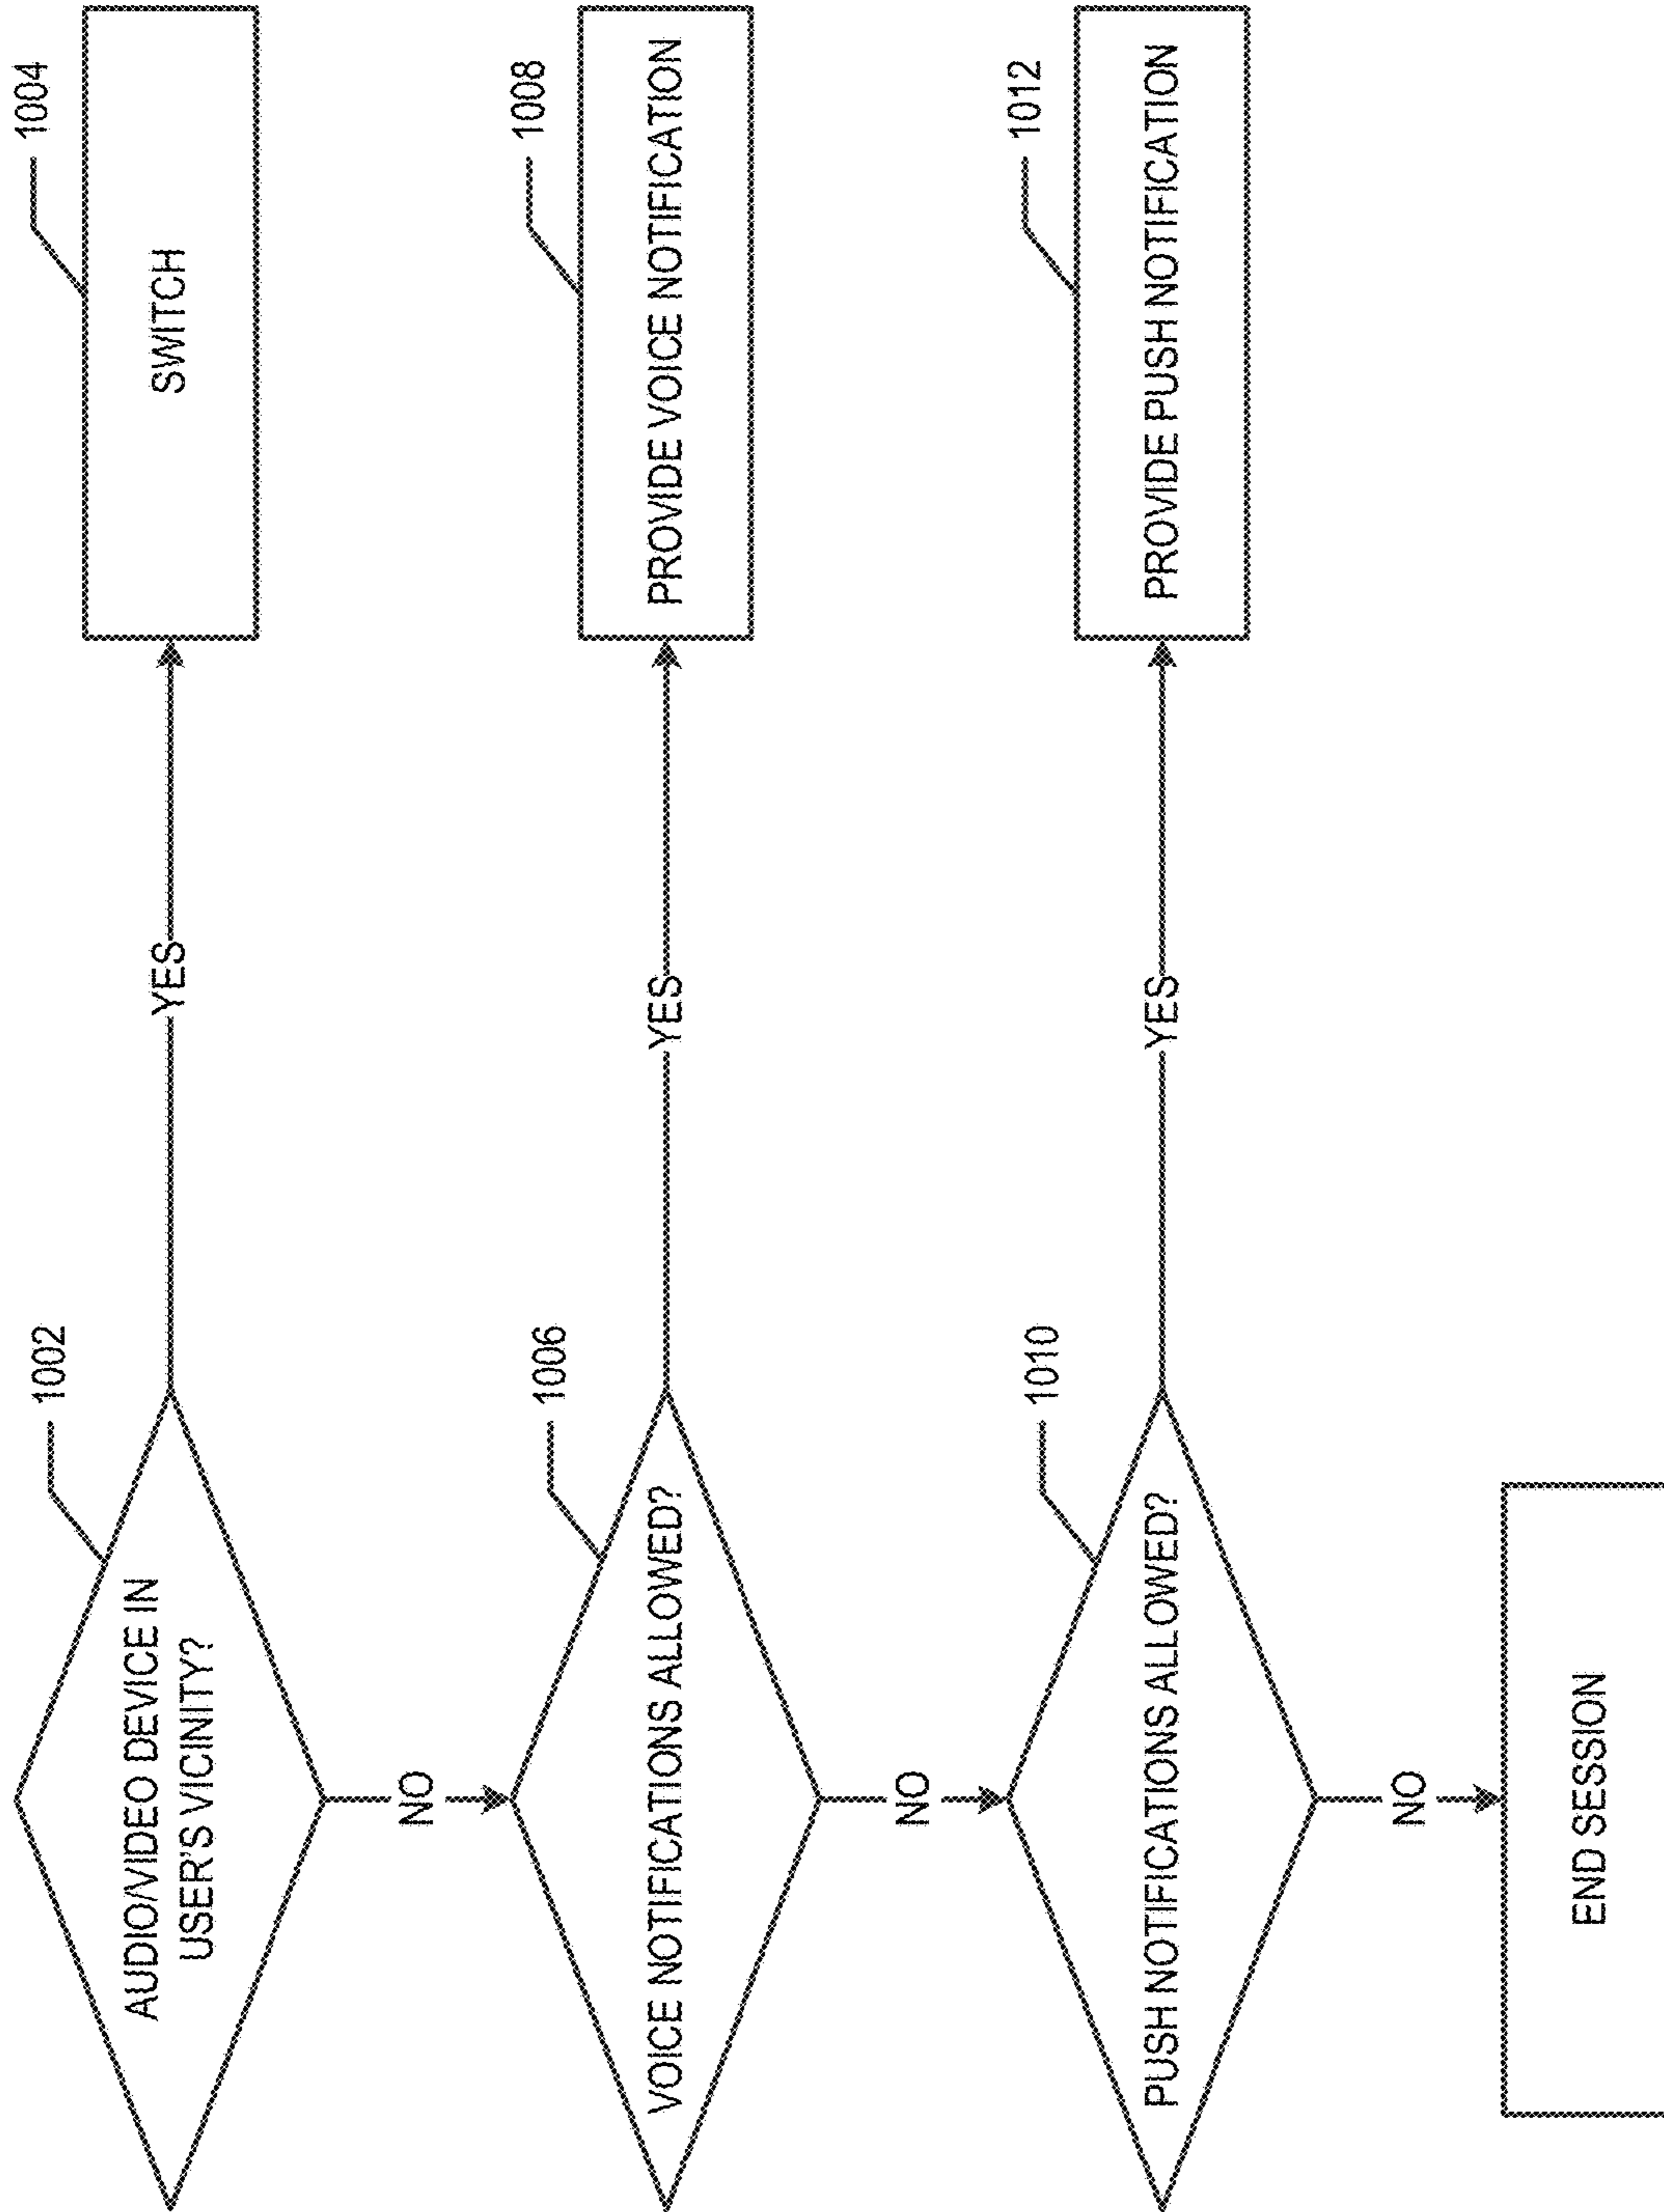 1002
AUDIO/VIDEO DEVICE IN
USER'S VICINITY?
YES
1004
SWITCH
NO
1006
VOICE NOTIFICATIONS ALLOWED?
YES
1008
PROVIDE VOICE NOTIFICATION
NO
1010
PUSH NOTIFICATIONS ALLOWED?
YES
1012
PROVIDE PUSH NOTIFICATION
NO
END SESSION